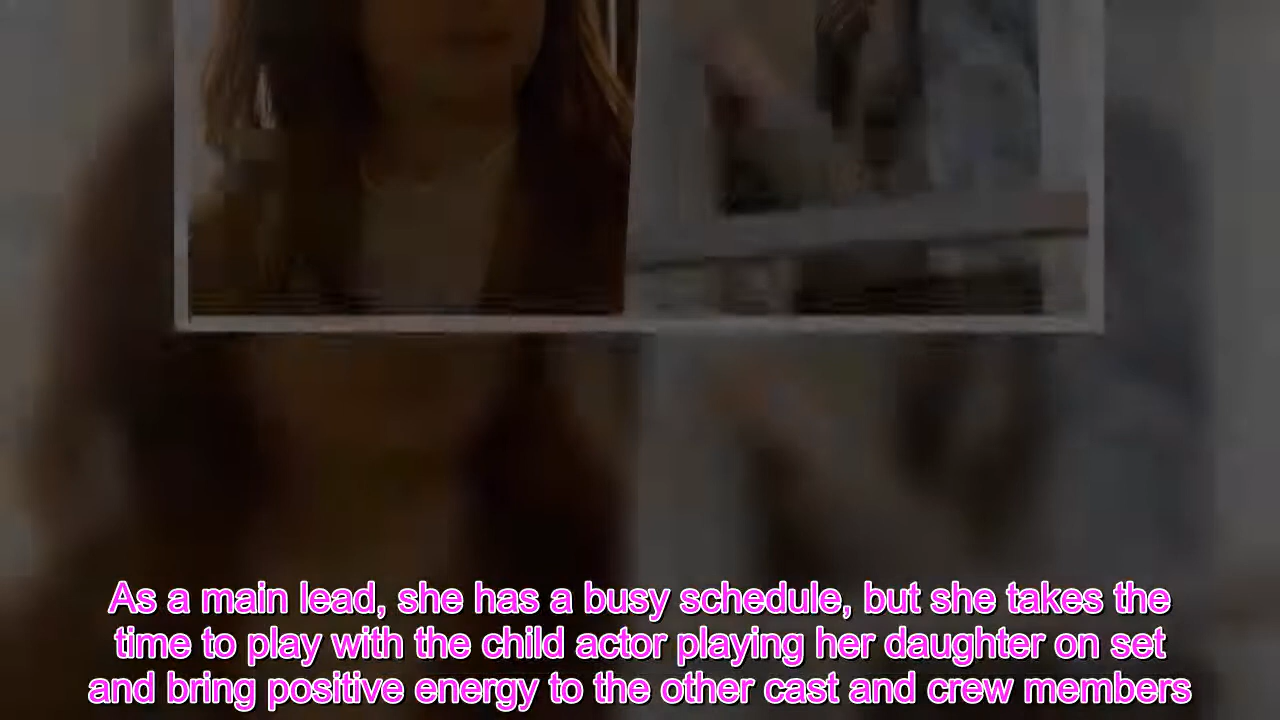 As a main lead, she has a busy schedule, but she takes the
time to play with the child actor playing her daughter on set
and bring positive energy to the other cast and crew members